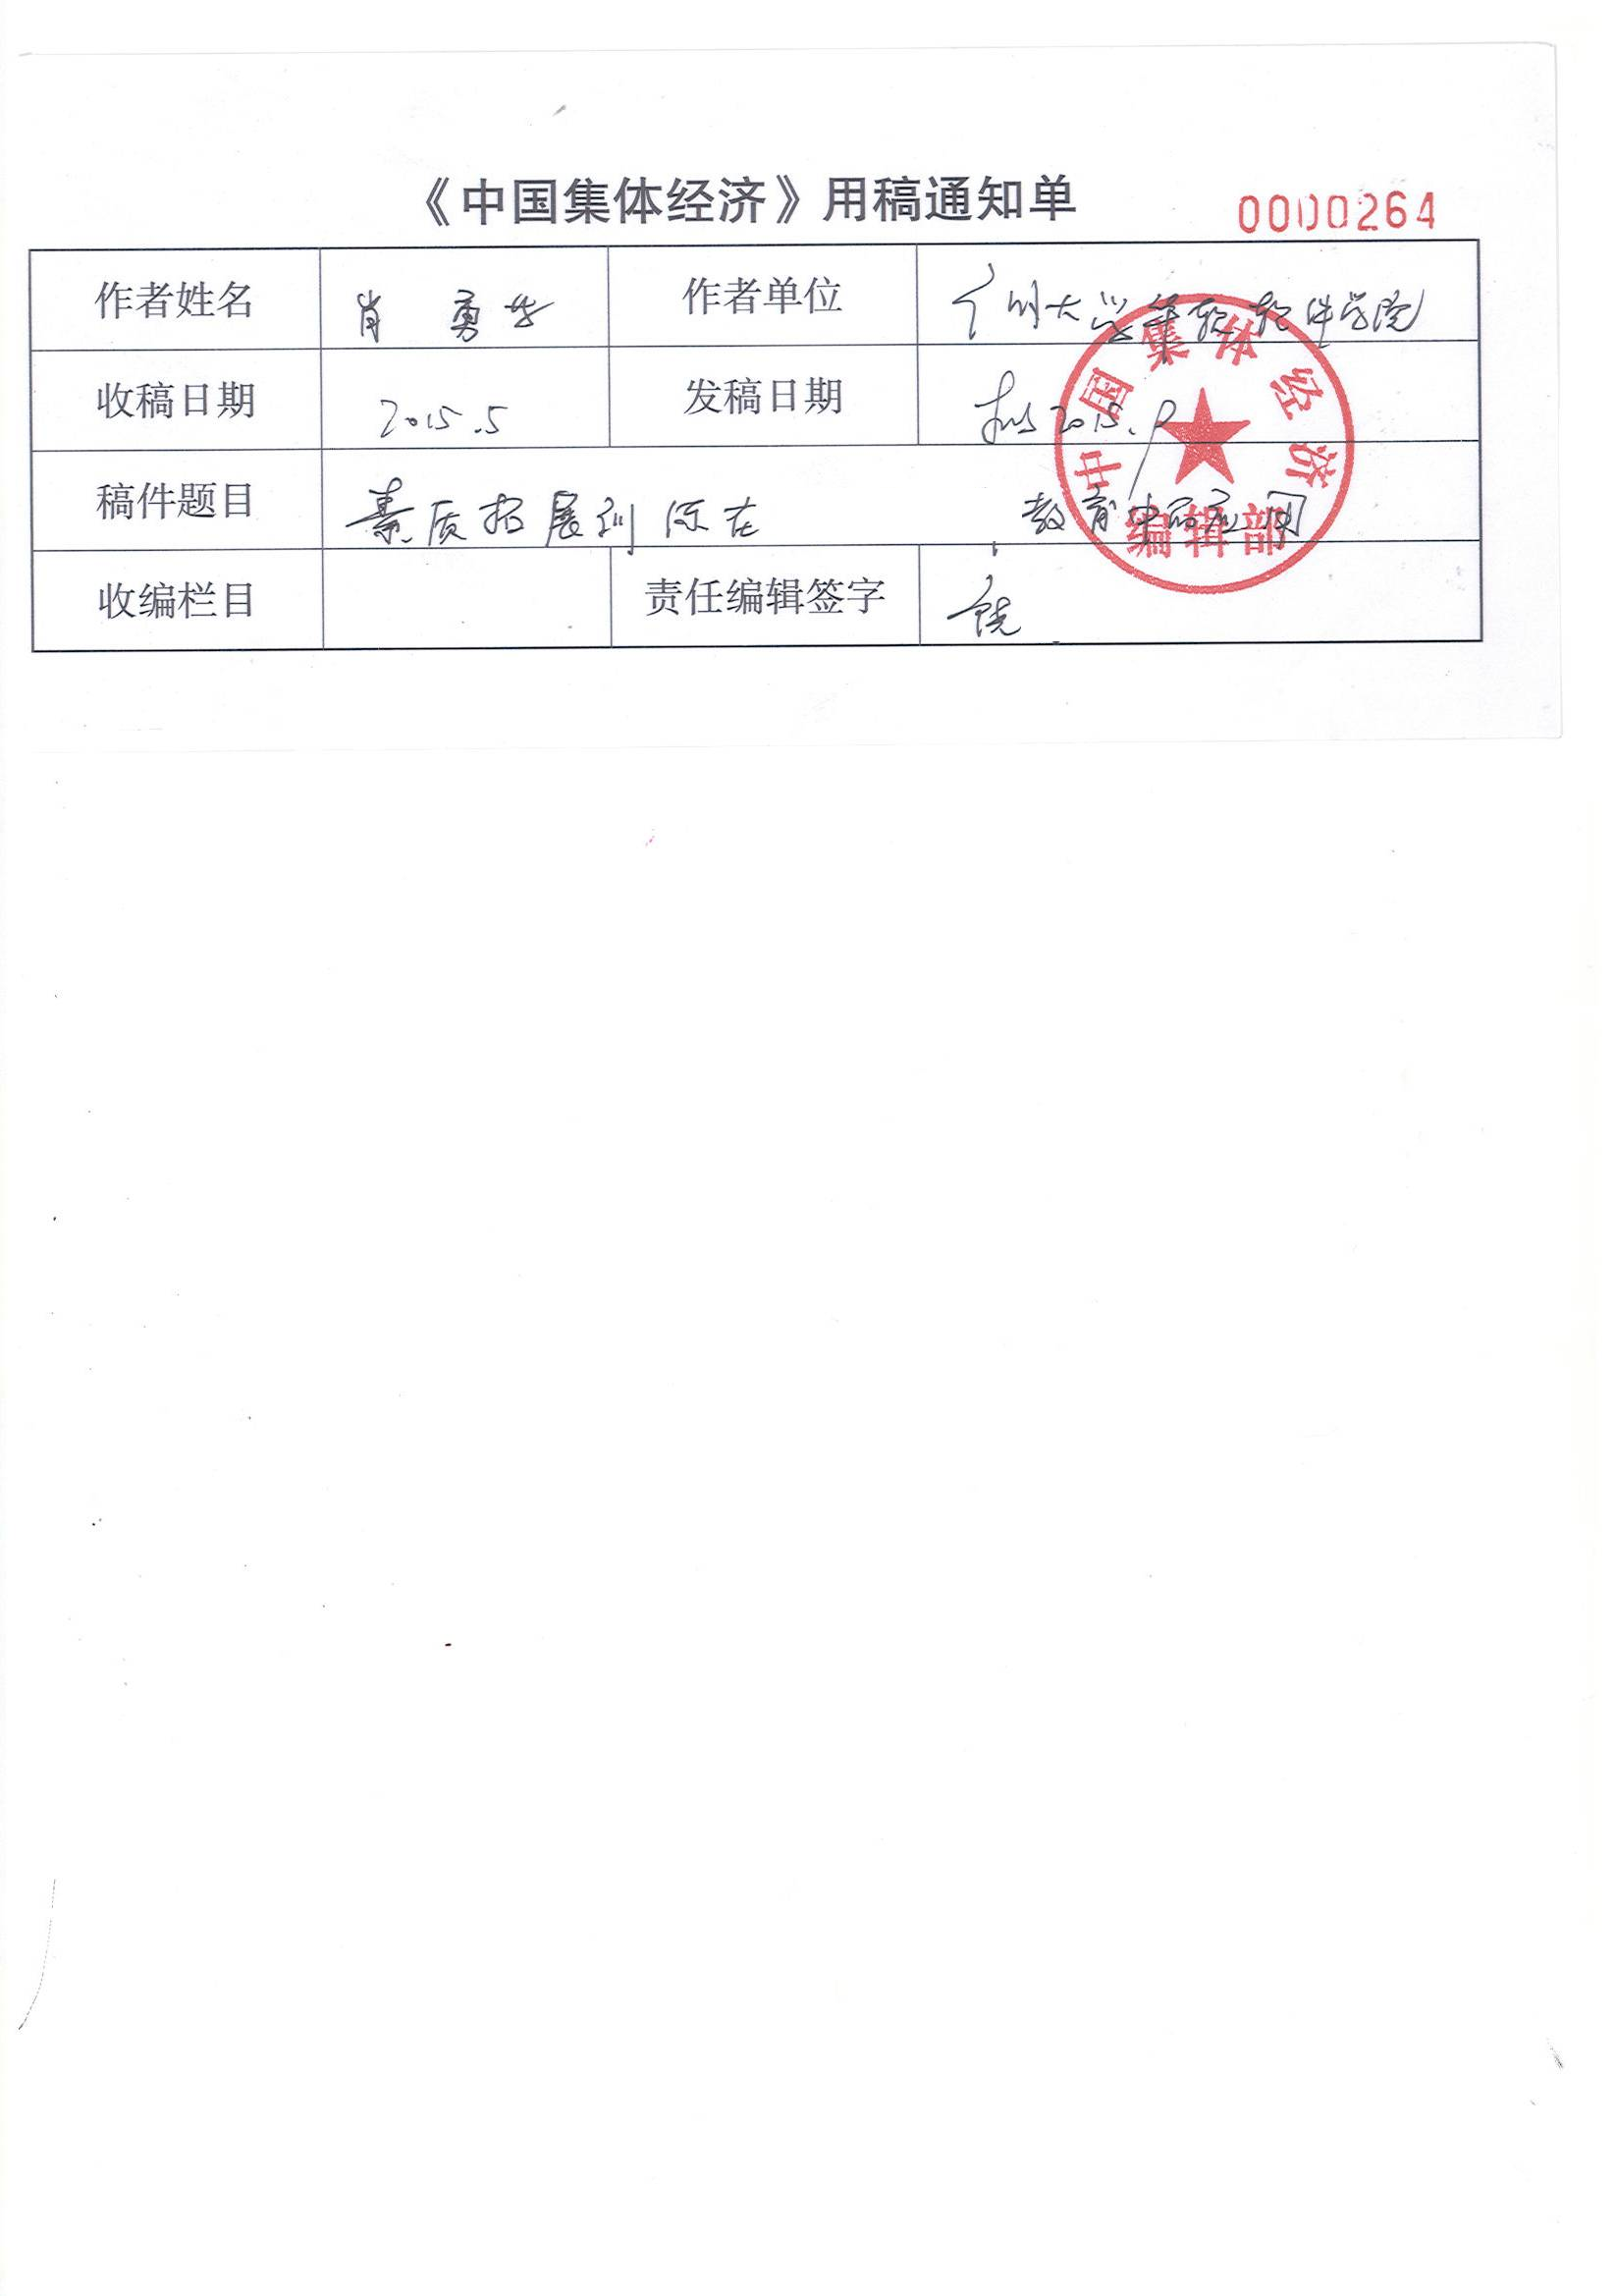 《中国集体经济》用稿通知单 0000264
作者姓名 肖勇华 作者单位 广州大学华软软件学院
收稿日期 2015.5 发稿日期 2015.9
稿件题目 素质拓展训练在 教育中的应用
收编栏目 责任编辑签字
中国集体经济
编辑部